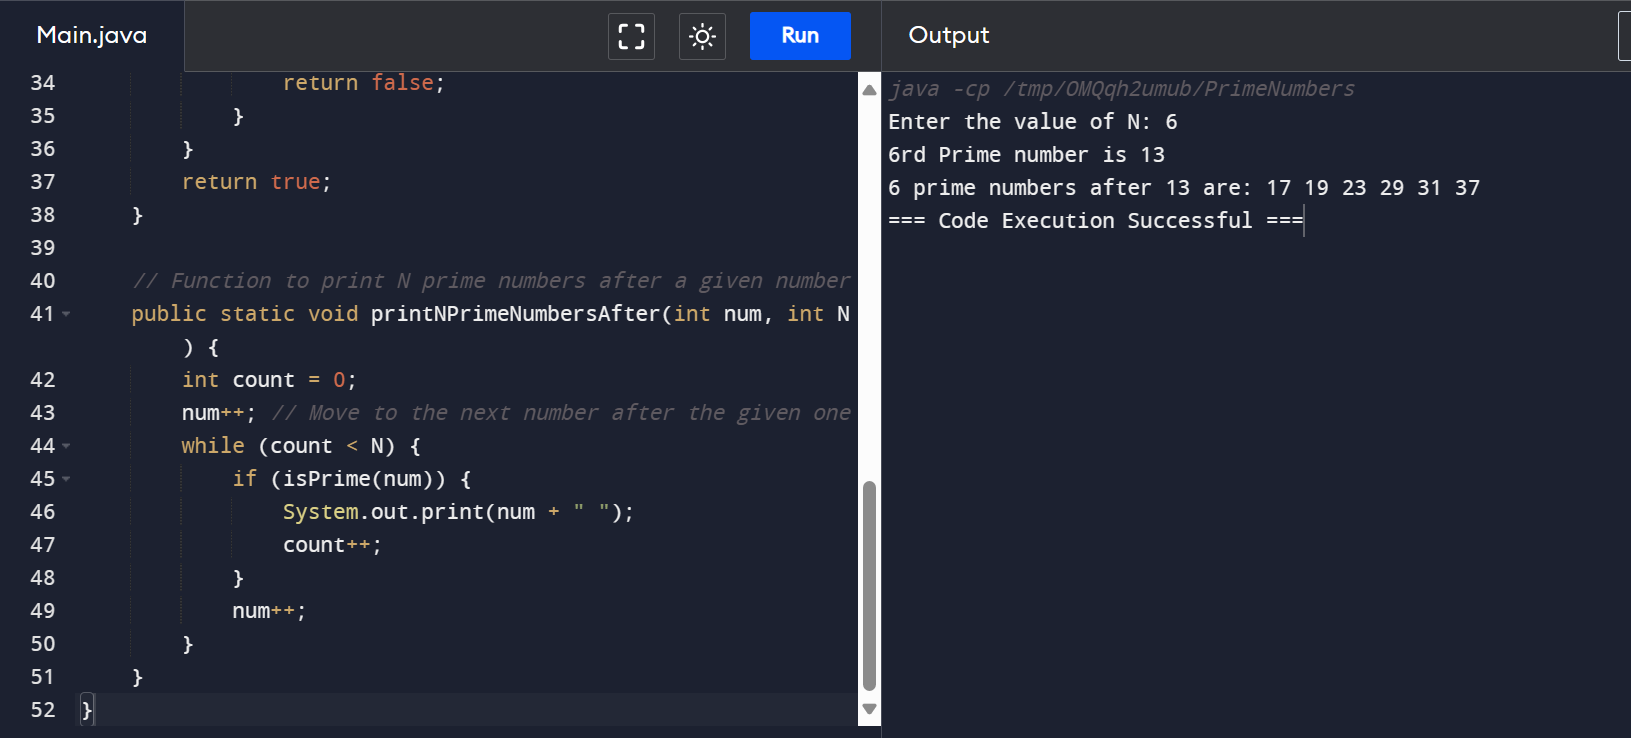 Main.java
Run
Output
34 return false;
35 }
36 }
37 return true;
38 }
39
40 // Function to print N prime numbers after a given number
41 public static void printNPrimeNumbersAfter(int num, int N
) {
42 int count = 0;
43 num++; // Move to the next number after the given one
44 while (count < N) {
45 if (isPrime(num)) {
46 System.out.print(num + " ");
47 count++;
48 }
49 num++;
50 }
51 }
52 }
java -cp /tmp/OMQqh2umub/PrimeNumbers
Enter the value of N: 6
6rd Prime number is 13
6 prime numbers after 13 are: 17 19 23 29 31 37
=== Code Execution Successful ===